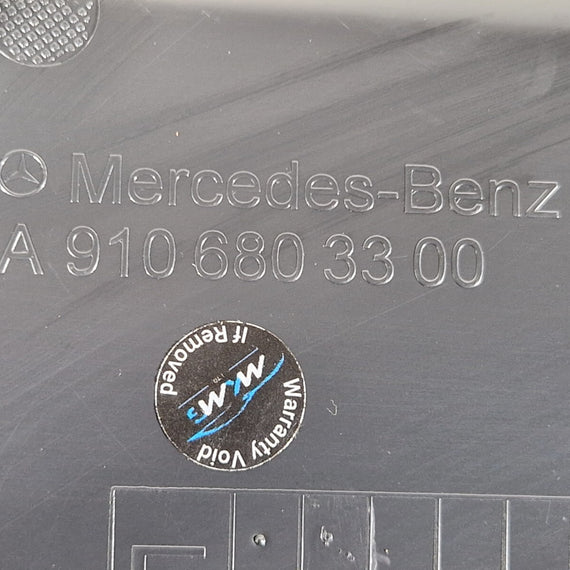 Mercedes-Benz
A 910 680 33 00
If Removed
Warranty Void